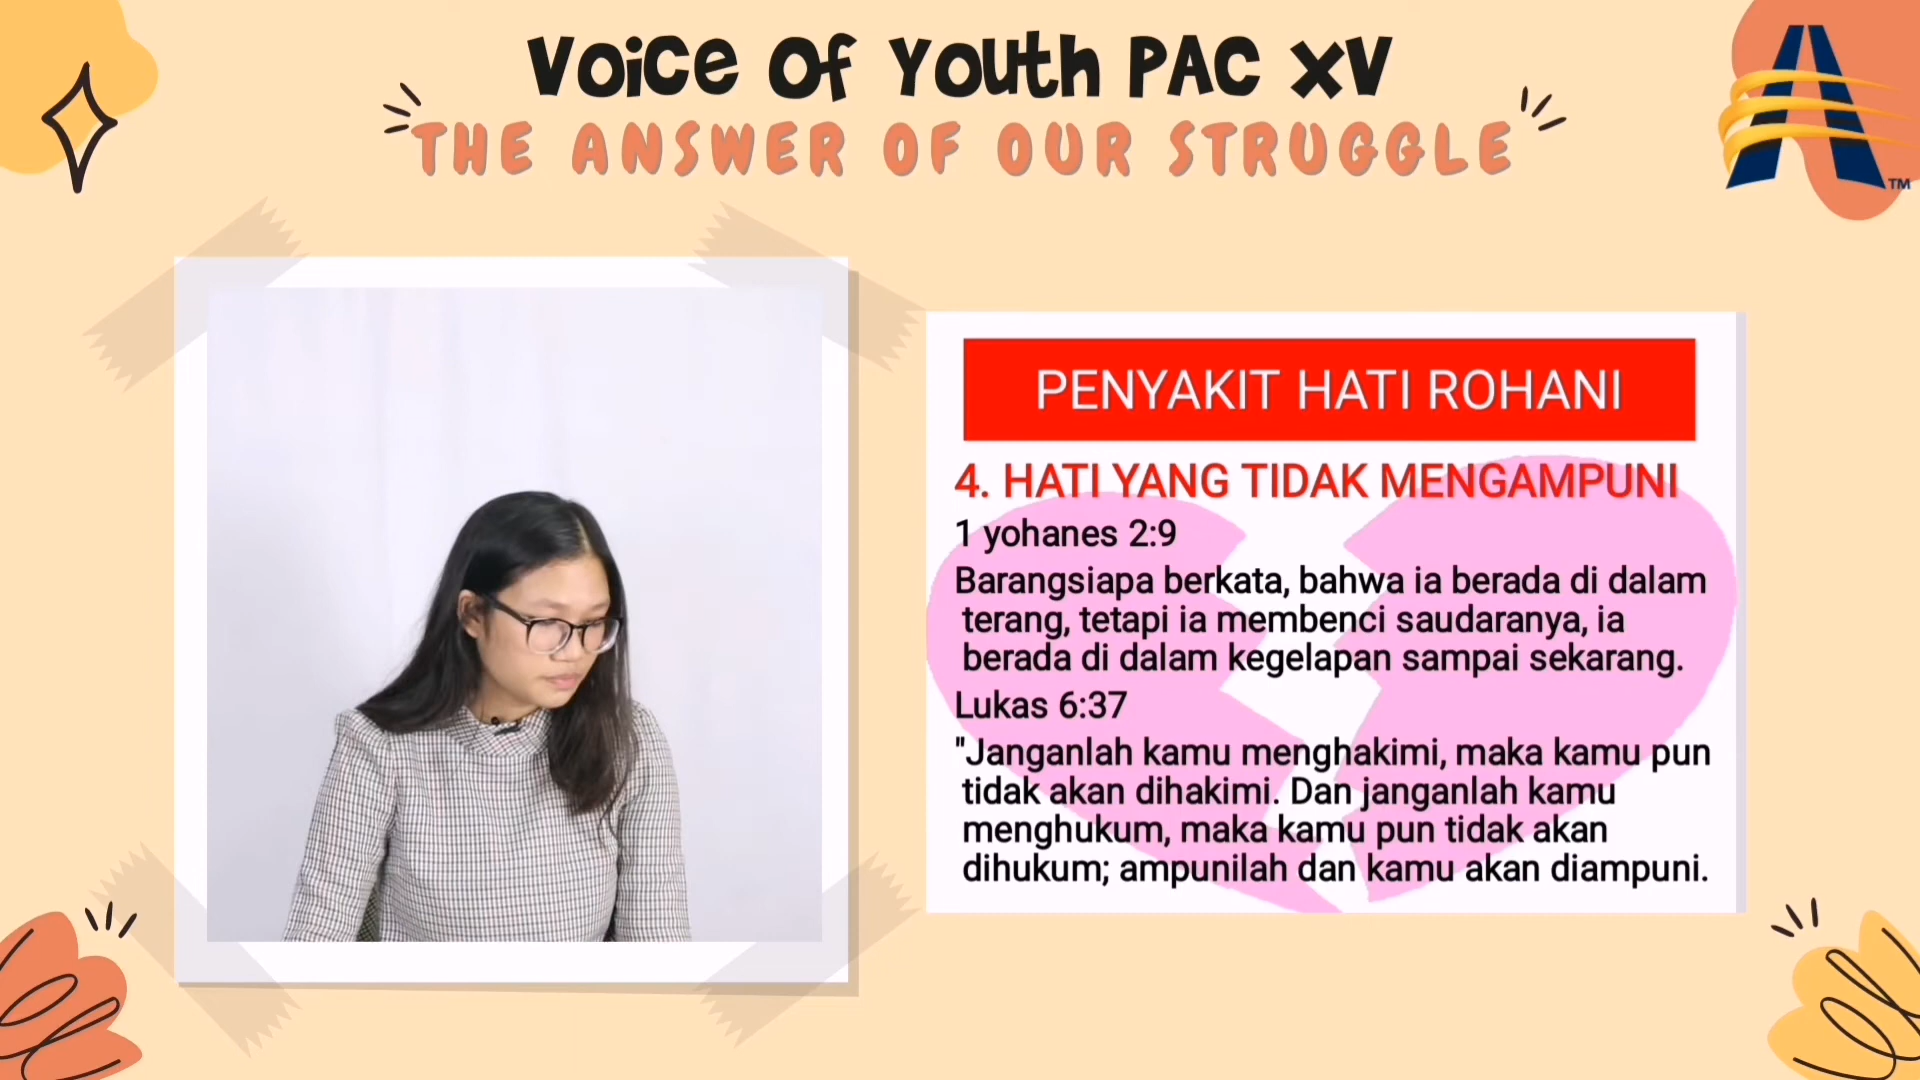 Voice Of Youth PAC XV
THE ANSWER OF OUR STRUGGLE
TM
PENYAKIT HATI ROHANI
4. HATI YANG TIDAK MENGAMPUNI
1 yohanes 2:9
Barangsiapa berkata, bahwa ia berada di dalam
terang, tetapi ia membenci saudaranya, ia
berada di dalam kegelapan sampai sekarang.
Lukas 6:37
"Janganlah kamu menghakimi, maka kamu pun
tidak akan dihakimi. Dan janganlah kamu
menghukum, maka kamu pun tidak akan
dihukum; ampunilah dan kamu akan diampuni.